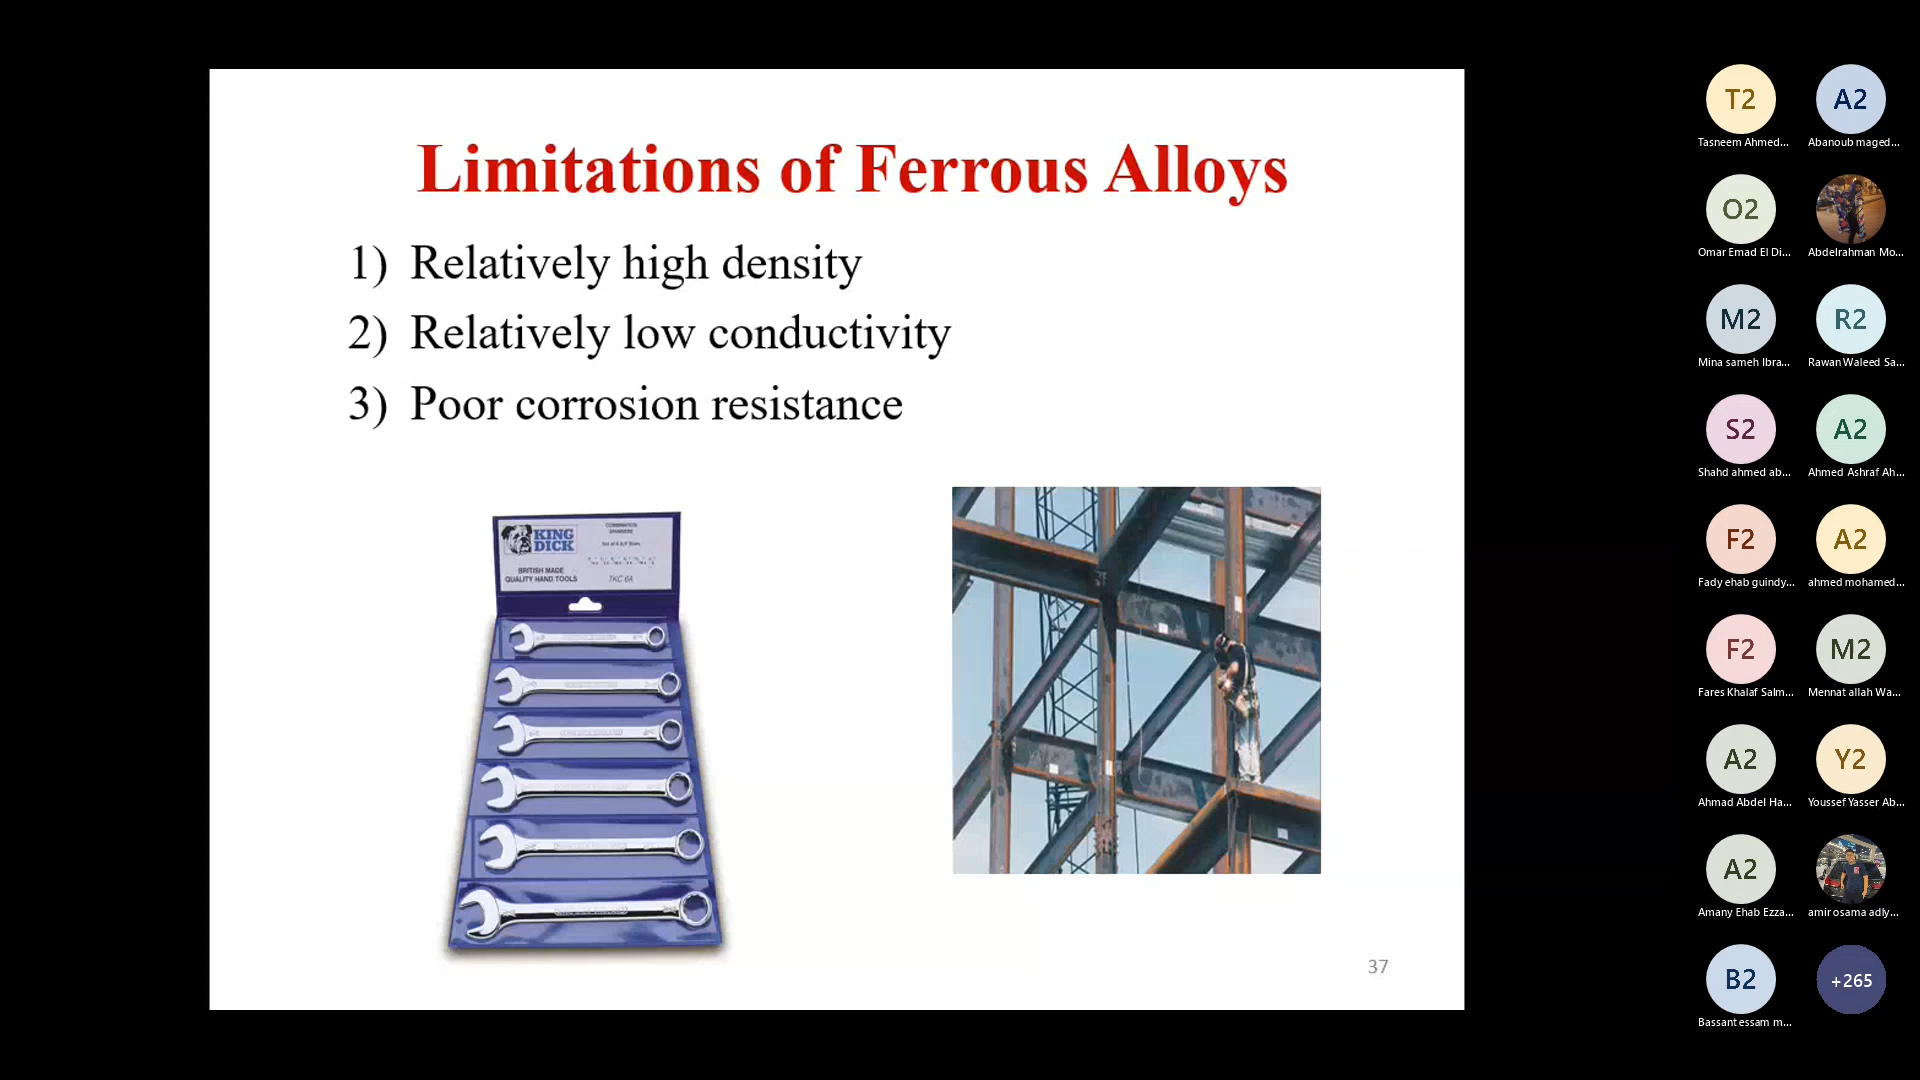 Limitations of Ferrous Alloys
1) Relatively high density
2) Relatively low conductivity
3) Poor corrosion resistance
KING
DICK
COMBINATION
SPANNERS
BRITISH MADE
QUALITY HAND TOOLS
TKC 6A
37
T2
Tasneem Ahmed...
A2
Abanoub maged...
O2
Omar Emad El Di...
Abdelrahman Mo...
M2
Mina sameh Ibra...
R2
Rawan Waleed Sa...
S2
Shahd ahmed ab...
A2
Ahmed Ashraf Ah...
F2
Fady ehab guindy...
A2
ahmed mohamed...
F2
Fares Khalaf Salm...
M2
Mennat allah Wa...
A2
Ahmad Abdel Ha...
Y2
Youssef Yasser Ab...
A2
Amany Ehab Ezza...
amir osama adly...
B2
Bassant essam m...
+265